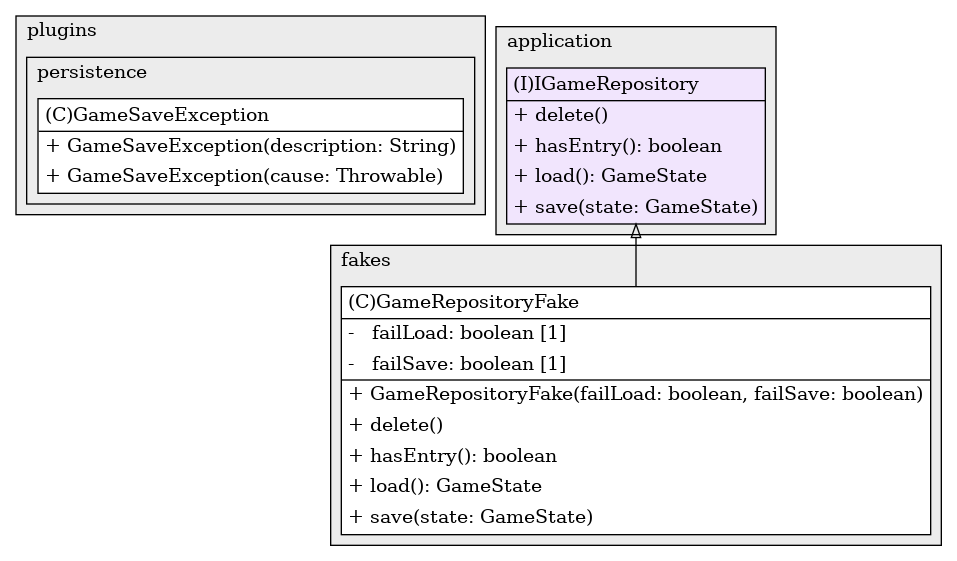 plugins
persistence
(C)GameSaveException
+ GameSaveException(description: String)
+ GameSaveException(cause: Throwable)
application
(I)IGameRepository
+ delete()
+ hasEntry(): boolean
+ load(): GameState
+ save(state: GameState)
fakes
(C)GameRepositoryFake
- failLoad: boolean [1]
- failSave: boolean [1]
+ GameRepositoryFake(failLoad: boolean, failSave: boolean)
+ delete()
+ hasEntry(): boolean
+ load(): GameState
+ save(state: GameState)